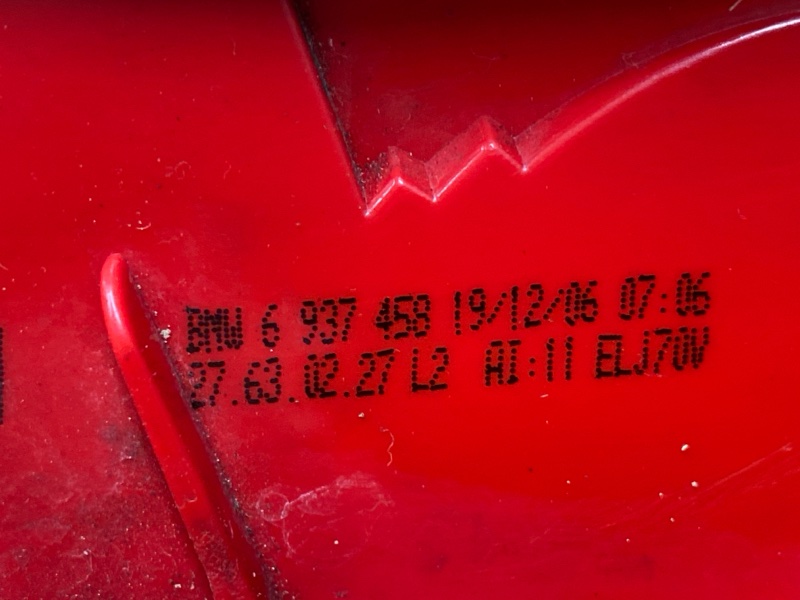 BMW 6 937 458 19/12/06 07:06
27.63.02.27 L2 AI:11 ELJ70V